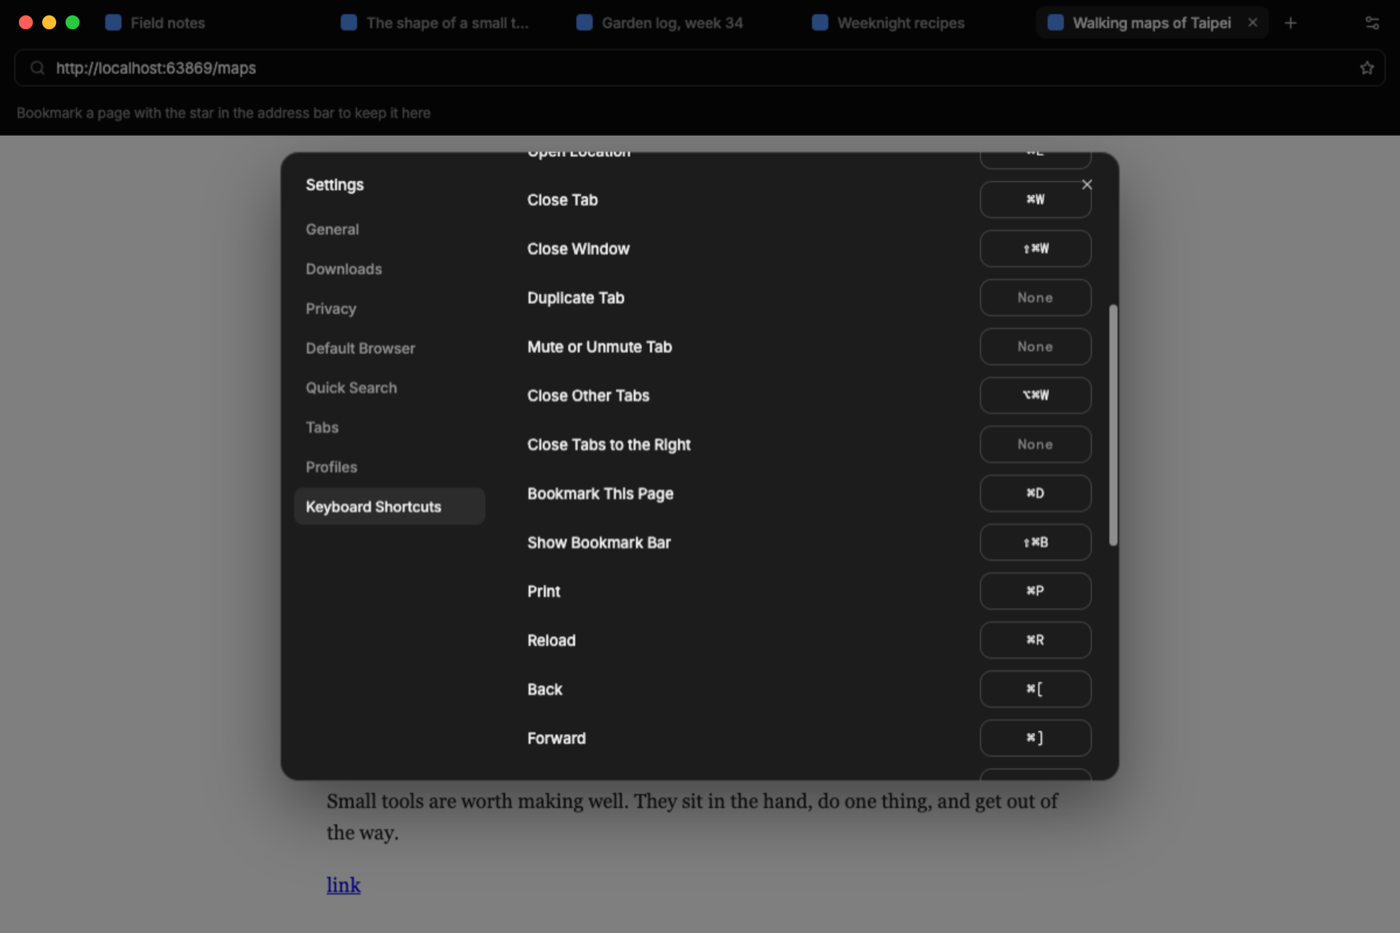 Field notes
The shape of a small t...
Garden log, week 34
Weeknight recipes
Walking maps of Taipei
http://localhost:63869/maps
Bookmark a page with the star in the address bar to keep it here
Settings
General
Downloads
Privacy
Default Browser
Quick Search
Tabs
Profiles
Keyboard Shortcuts
Open Location ⌘L
Close Tab ⌘W
Close Window ⇧⌘W
Duplicate Tab None
Mute or Unmute Tab None
Close Other Tabs ⌥⌘W
Close Tabs to the Right None
Bookmark This Page ⌘D
Show Bookmark Bar ⇧⌘B
Print ⌘P
Reload ⌘R
Back ⌘[
Forward ⌘]
Small tools are worth making well. They sit in the hand, do one thing, and get out of
the way.
link